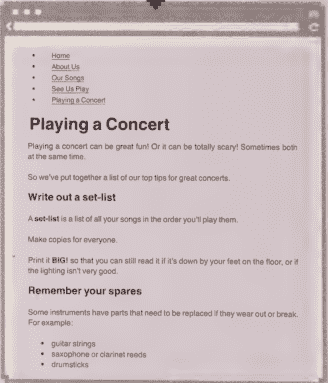 Home
About Us
Our Songs
See Us Play
Playing a Concert
Playing a Concert
Playing a concert can be great fun! Or it can be totally scary! Sometimes both
at the same time.
So we've put together a list of our top tips for great concerts.
Write out a set-list
A set-list is a list of all your songs in the order you'll play them.
Make copies for everyone.
Print it BIG! so that you can still read it if it's down by your feet on the floor, or if
the lighting isn't very good.
Remember your spares
Some instruments have parts that need to be replaced if they wear out or break.
For example:
guitar strings
saxophone or clarinet reeds
drumsticks